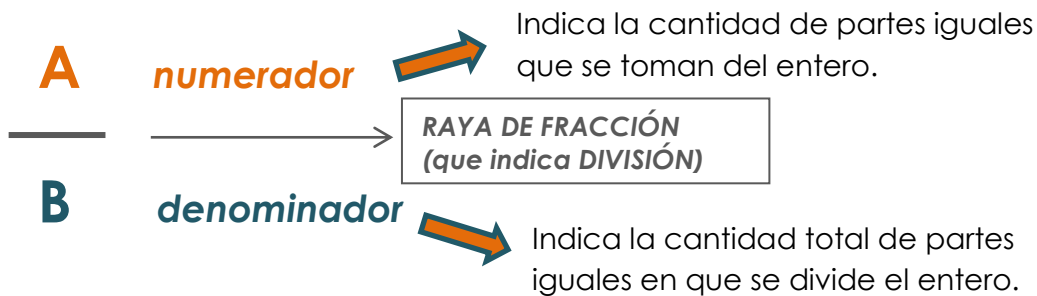 Indica la cantidad de partes iguales
que se toman del entero.
A numerador
RAYA DE FRACCIÓN
(que indica DIVISIÓN)
B denominador
Indica la cantidad total de partes
iguales en que se divide el entero.